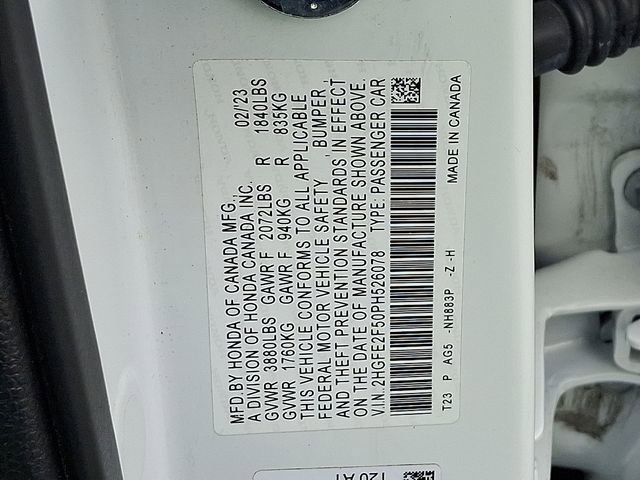 MFD.BY HONDA OF CANADA MFG., 02/'23
A DIVISION OF HONDA CANADA INC.
GVWR 3880LBS GAWR F 2072LBS R 1840LBS
GVWR 1760KG GAWR F 940KG R 835KG
THIS VEHICLE CONFORMS TO ALL APPLICABLE
FEDERAL MOTOR VEHICLE SAFETY , BUMPER ,
AND THEFT PREVENTION STANDARDS IN EFFECT
ON THE DATE OF MANUFACTURE SHOWN ABOVE.
V.I.N. 2HGFE2F50PH526078 TYPE: PASSENGER CAR
T23 P AG5 -NH883P -Z -H MADE IN CANADA